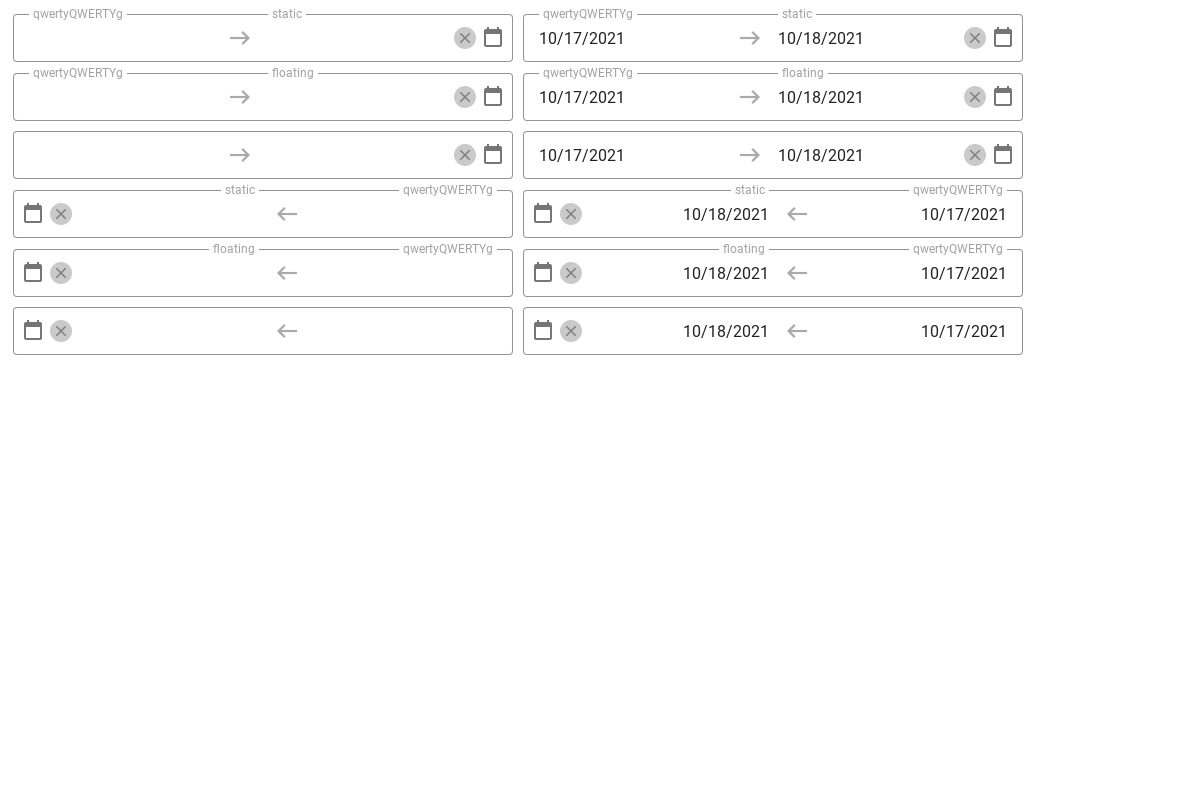 qwertyQWERTYg static qwertyQWERTYg static
10/17/2021 10/18/2021
qwertyQWERTYg floating qwertyQWERTYg floating
10/17/2021 10/18/2021
10/17/2021 10/18/2021
static qwertyQWERTYg static qwertyQWERTYg
10/18/2021 10/17/2021
floating qwertyQWERTYg floating qwertyQWERTYg
10/18/2021 10/17/2021
10/18/2021 10/17/2021